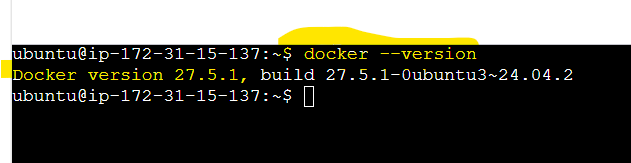 ubuntu@ip-172-31-15-137:~$ docker --version
Docker version 27.5.1, build 27.5.1-0ubuntu3~24.04.2
ubuntu@ip-172-31-15-137:~$